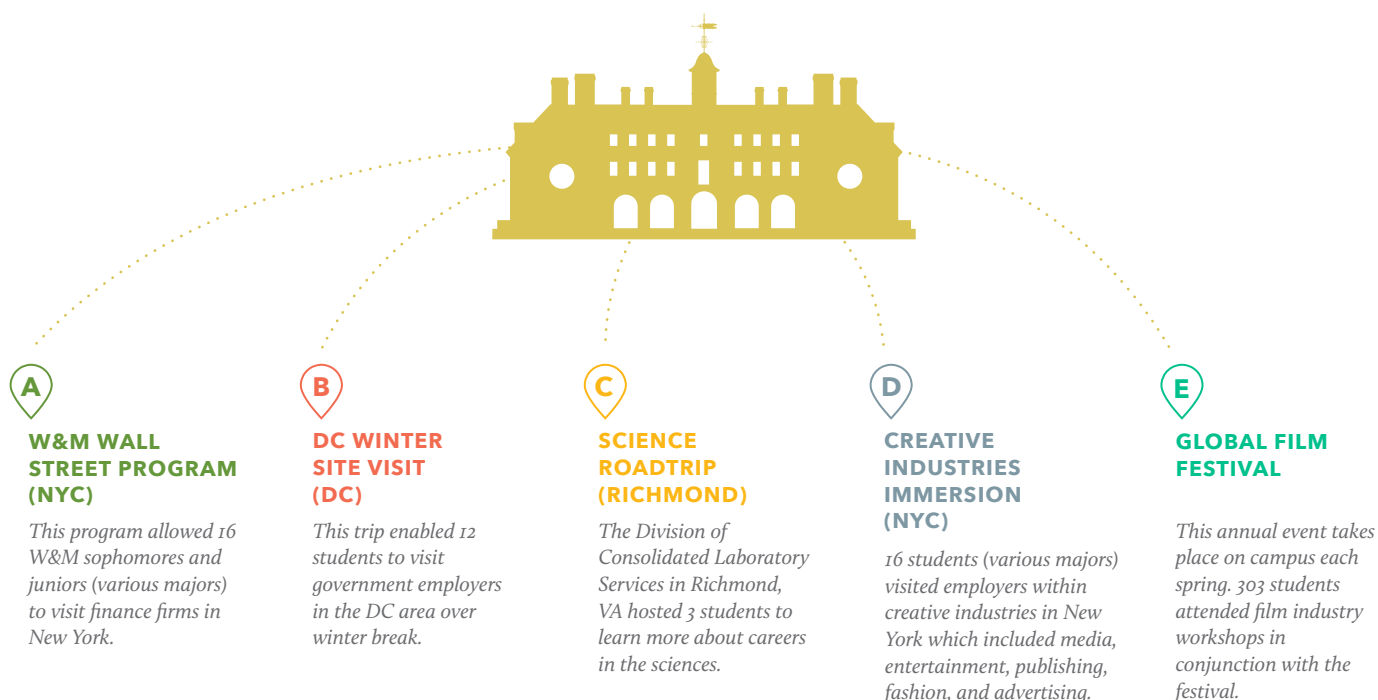 A
W&M WALL
STREET PROGRAM
(NYC)
This program allowed 16
W&M sophomores and
juniors (various majors)
to visit finance firms in
New York.
B
DC WINTER
SITE VISIT
(DC)
This trip enabled 12
students to visit
government employers
in the DC area over
winter break.
C
SCIENCE
ROADTRIP
(RICHMOND)
The Division of
Consolidated Laboratory
Services in Richmond,
VA hosted 3 students to
learn more about careers
in the sciences.
D
CREATIVE
INDUSTRIES
IMMERSION
(NYC)
16 students (various majors)
visited employers within
creative industries in New
York which included media,
entertainment, publishing,
fashion, and advertising.
E
GLOBAL FILM
FESTIVAL
This annual event takes
place on campus each
spring. 303 students
attended film industry
workshops in
conjunction with the
festival.